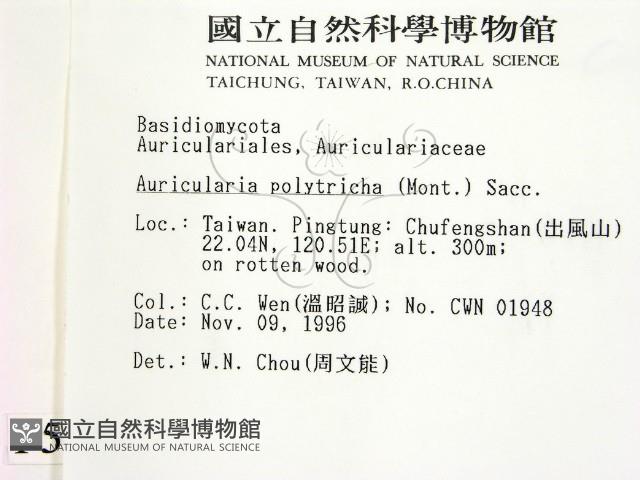 國立自然科學博物館
NATIONAL MUSEUM OF NATURAL SCIENCE
TAICHUNG, TAIWAN, R.O.CHINA
Basidiomycota
Auriculariales, Auriculariaceae
Auricularia polytricha (Mont.) Sacc.
Loc.: Taiwan. Pingtung: Chufengshan(出風山)
22.04N, 120.51E; alt. 300m;
on rotten wood.
Col.: C.C. Wen(溫昭誠); No. CWN 01948
Date: Nov. 09, 1996
Det.: W.N. Chou(周文能)
國立自然科學博物館
NATIONAL MUSEUM OF NATURAL SCIENCE